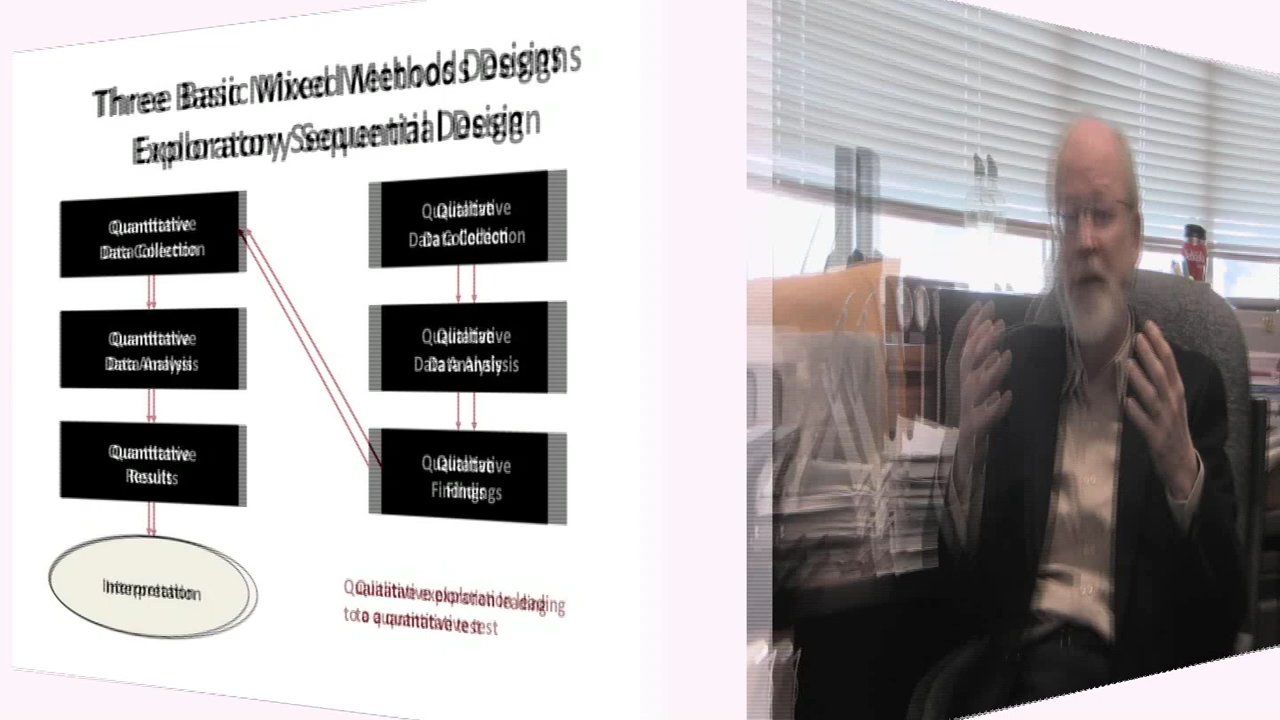 Three Basic Mixed Methods Designs
Exploratory Sequential Design
Quantitative
Data Collection
Quantitative
Data Analysis
Quantitative
Results
Interpretation
Qualitative
Data Collection
Qualitative
Data Analysis
Qualitative
Findings
Qualitative exploration leading
to a quantitative test